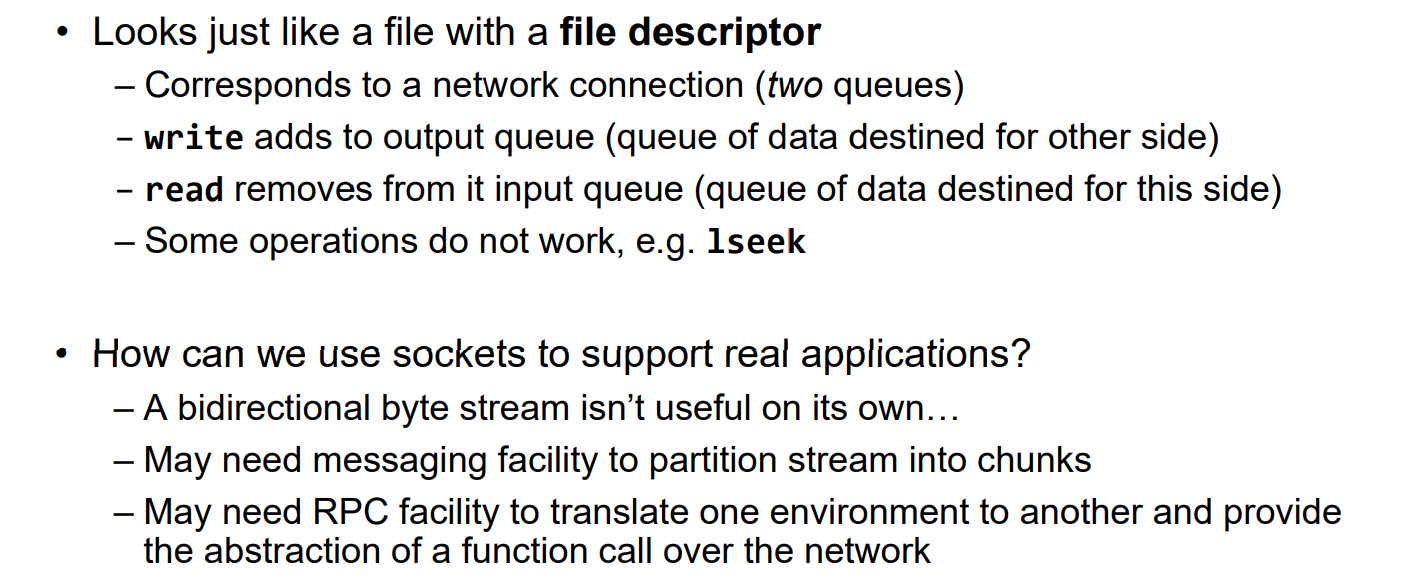 • Looks just like a file with a file descriptor
– Corresponds to a network connection (two queues)
– write adds to output queue (queue of data destined for other side)
– read removes from it input queue (queue of data destined for this side)
– Some operations do not work, e.g. lseek
• How can we use sockets to support real applications?
– A bidirectional byte stream isn’t useful on its own…
– May need messaging facility to partition stream into chunks
– May need RPC facility to translate one environment to another and provide
the abstraction of a function call over the network